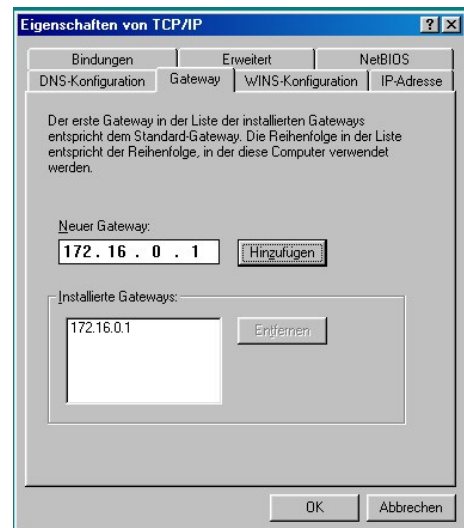 Eigenschaften von TCP/IP
Bindungen Erweitert NetBIOS
DNS-Konfiguration Gateway WINS-Konfiguration IP-Adresse
Der erste Gateway in der Liste der installierten Gateways
entspricht dem Standard-Gateway. Die Reihenfolge in der Liste
entspricht der Reihenfolge, in der diese Computer verwendet
werden.
Neuer Gateway:
172. 16 . 0 . 1 Hinzufügen
Installierte Gateways:
172.16.0.1 Entfernen
OK Abbrechen